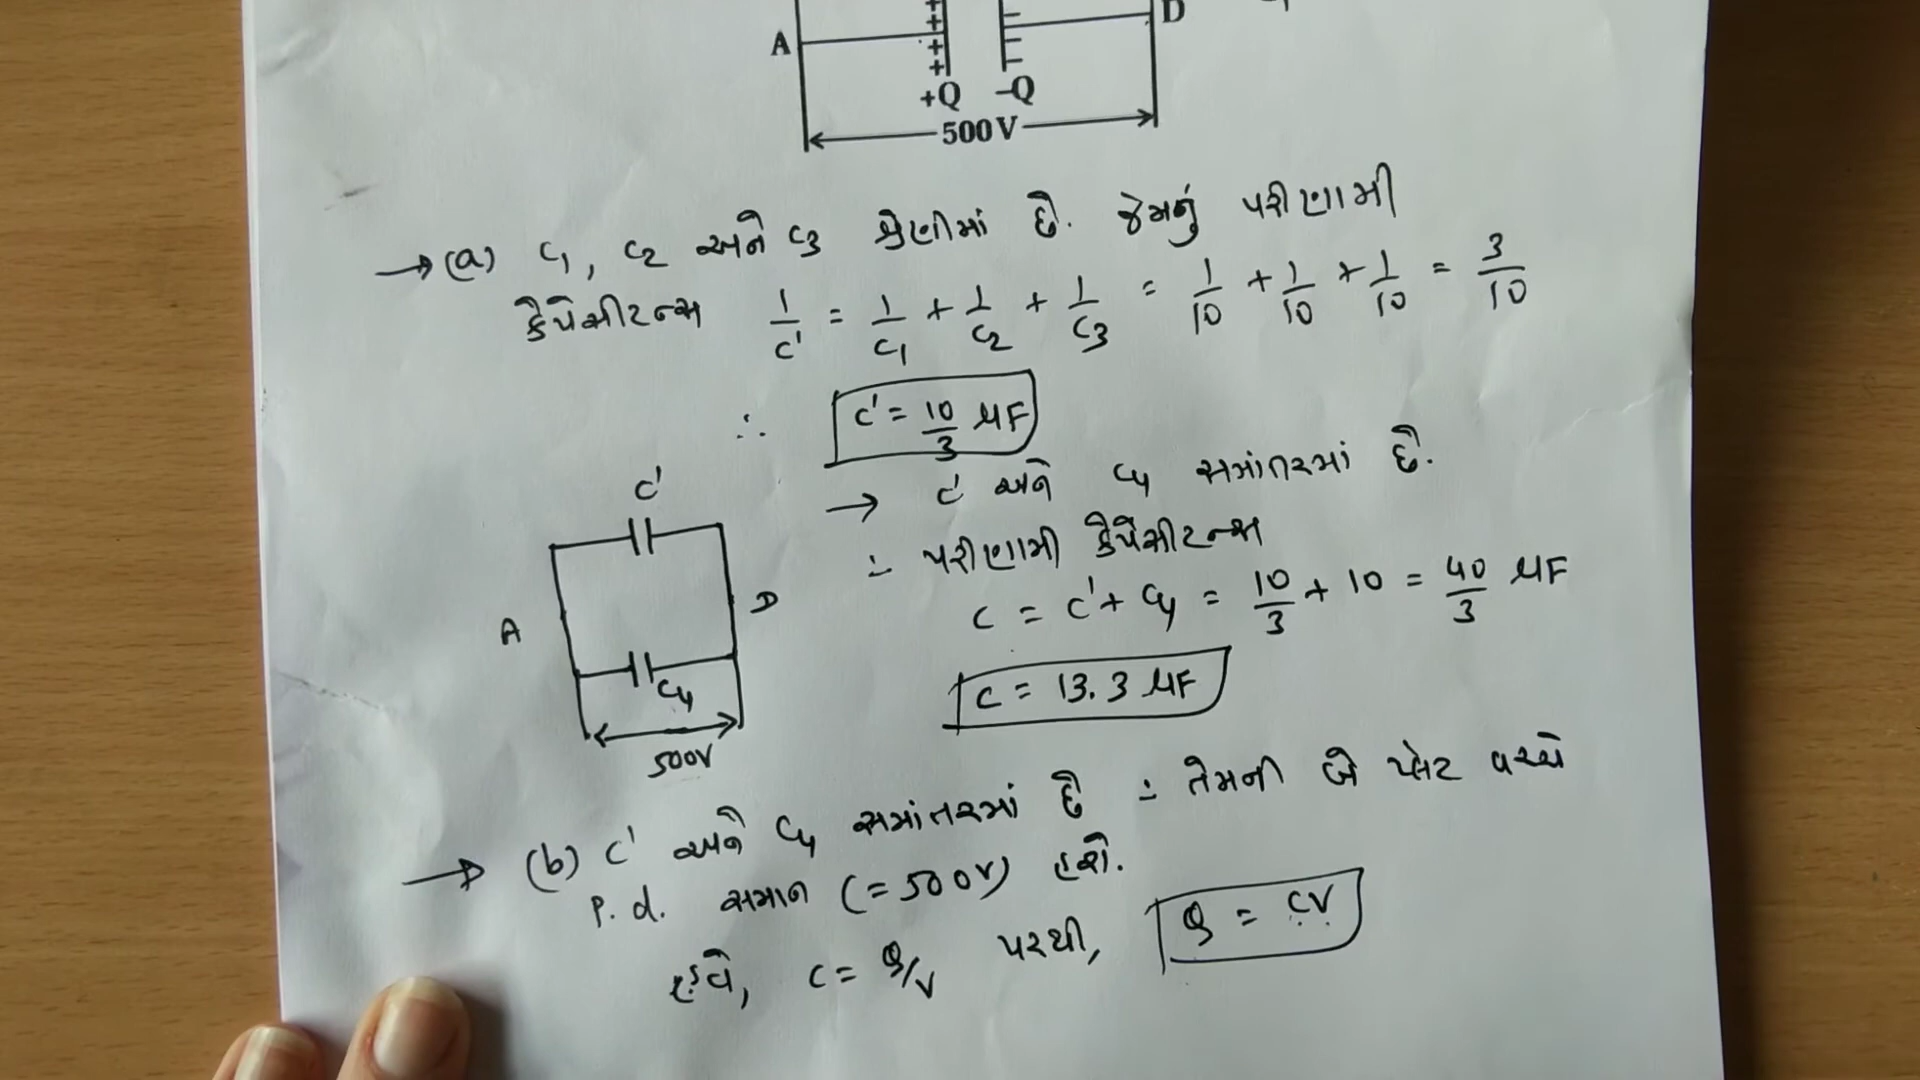 A D
+Q -Q
500 V
→ (a) C1, C2 અને C3 શ્રેણીમાં છે. જેમનું પરીણામી
કેપેસીટન્સ 1/C' = 1/C1 + 1/C2 + 1/C3 = 1/10 + 1/10 + 1/10 = 3/10
∴ C' = 10/3 μF
→ C' અને C4 સમાંતરમાં છે.
∴ પરીણામી કેપેસીટન્સ
C = C' + C4 = 10/3 + 10 = 40/3 μF
C = 13.3 μF
C'
A D
C4
500V
→ (b) C' અને C4 સમાંતરમાં છે ∴ તેમની બે પ્લેટ વચ્ચે
P.d. સમાન (=500V) હશે.
હવે, C = Q/V પરથી, Q = CV